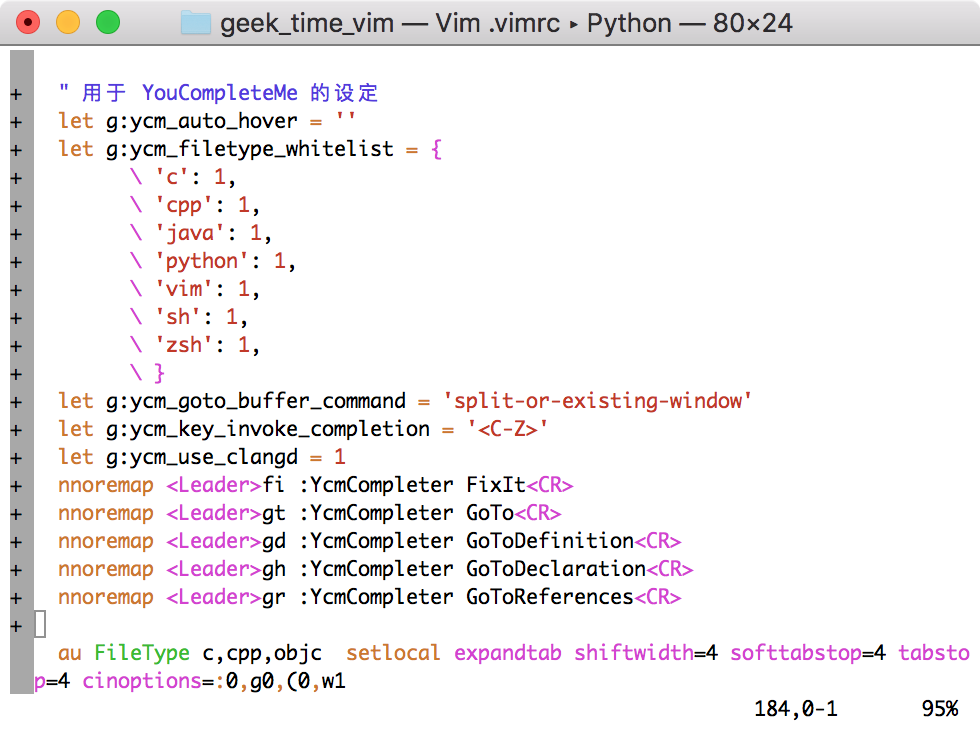 geek_time_vim — Vim .vimrc ▸ Python — 80×24
+ " 用于 YouCompleteMe 的设定
+ let g:ycm_auto_hover = ''
+ let g:ycm_filetype_whitelist = {
+ \ 'c': 1,
+ \ 'cpp': 1,
+ \ 'java': 1,
+ \ 'python': 1,
+ \ 'vim': 1,
+ \ 'sh': 1,
+ \ 'zsh': 1,
+ \ }
+ let g:ycm_goto_buffer_command = 'split-or-existing-window'
+ let g:ycm_key_invoke_completion = '<C-Z>'
+ let g:ycm_use_clangd = 1
+ nnoremap <Leader>fi :YcmCompleter FixIt<CR>
+ nnoremap <Leader>gt :YcmCompleter GoTo<CR>
+ nnoremap <Leader>gd :YcmCompleter GoToDefinition<CR>
+ nnoremap <Leader>gh :YcmCompleter GoToDeclaration<CR>
+ nnoremap <Leader>gr :YcmCompleter GoToReferences<CR>
+
au FileType c,cpp,objc  setlocal expandtab shiftwidth=4 softtabstop=4 tabsto
p=4 cinoptions=:0,g0,(0,w1
184,0-1 95%